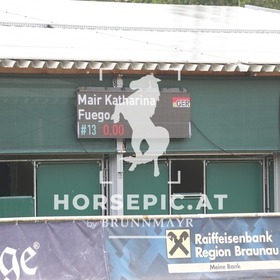 Mair Katharina
GER
Fuego
#13 0.00
HORSEPIC.AT
by BRUNNMAYR
Raiffeisenbank
Region Braunau
Meine Bank.